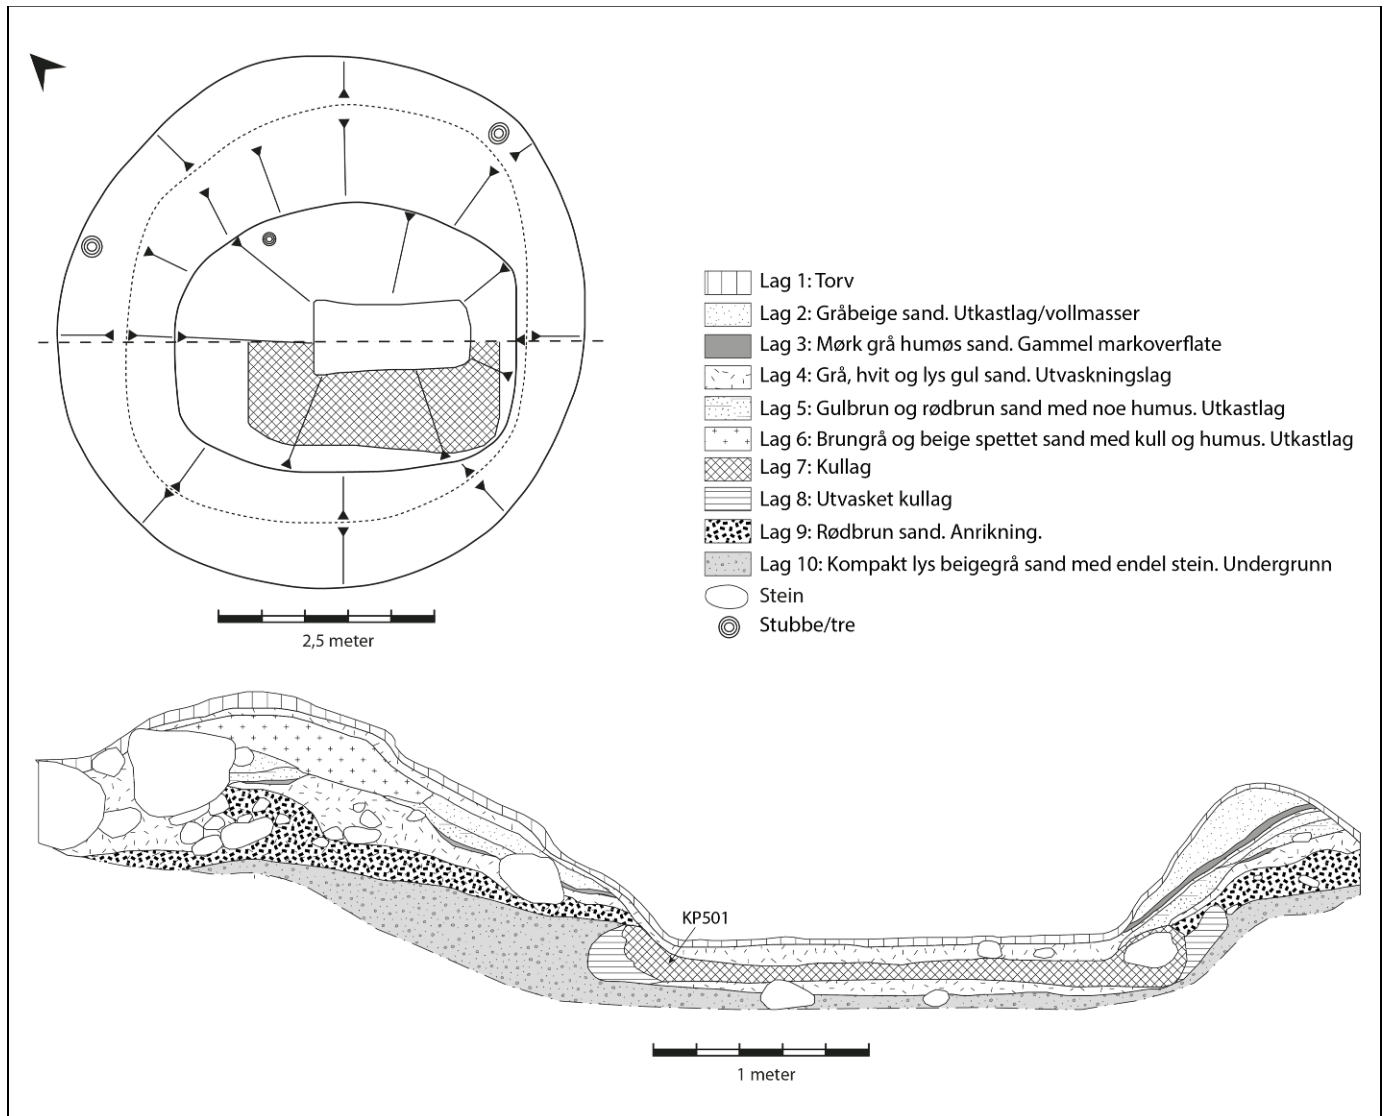 Lag 1: Torv
Lag 2: Gråbeige sand. Utkastlag/vollmasser
Lag 3: Mørk grå humøs sand. Gammel markoverflate
Lag 4: Grå, hvit og lys gul sand. Utvaskningslag
Lag 5: Gulbrun og rødbrun sand med noe humus. Utkastlag
Lag 6: Brungrå og beige spettet sand med kull og humus. Utkastlag
Lag 7: Kullag
Lag 8: Utvasket kullag
Lag 9: Rødbrun sand. Anrikning.
Lag 10: Kompakt lys beigegrå sand med endel stein. Undergrunn
Stein
Stubbe/tre
2,5 meter
KP501
1 meter